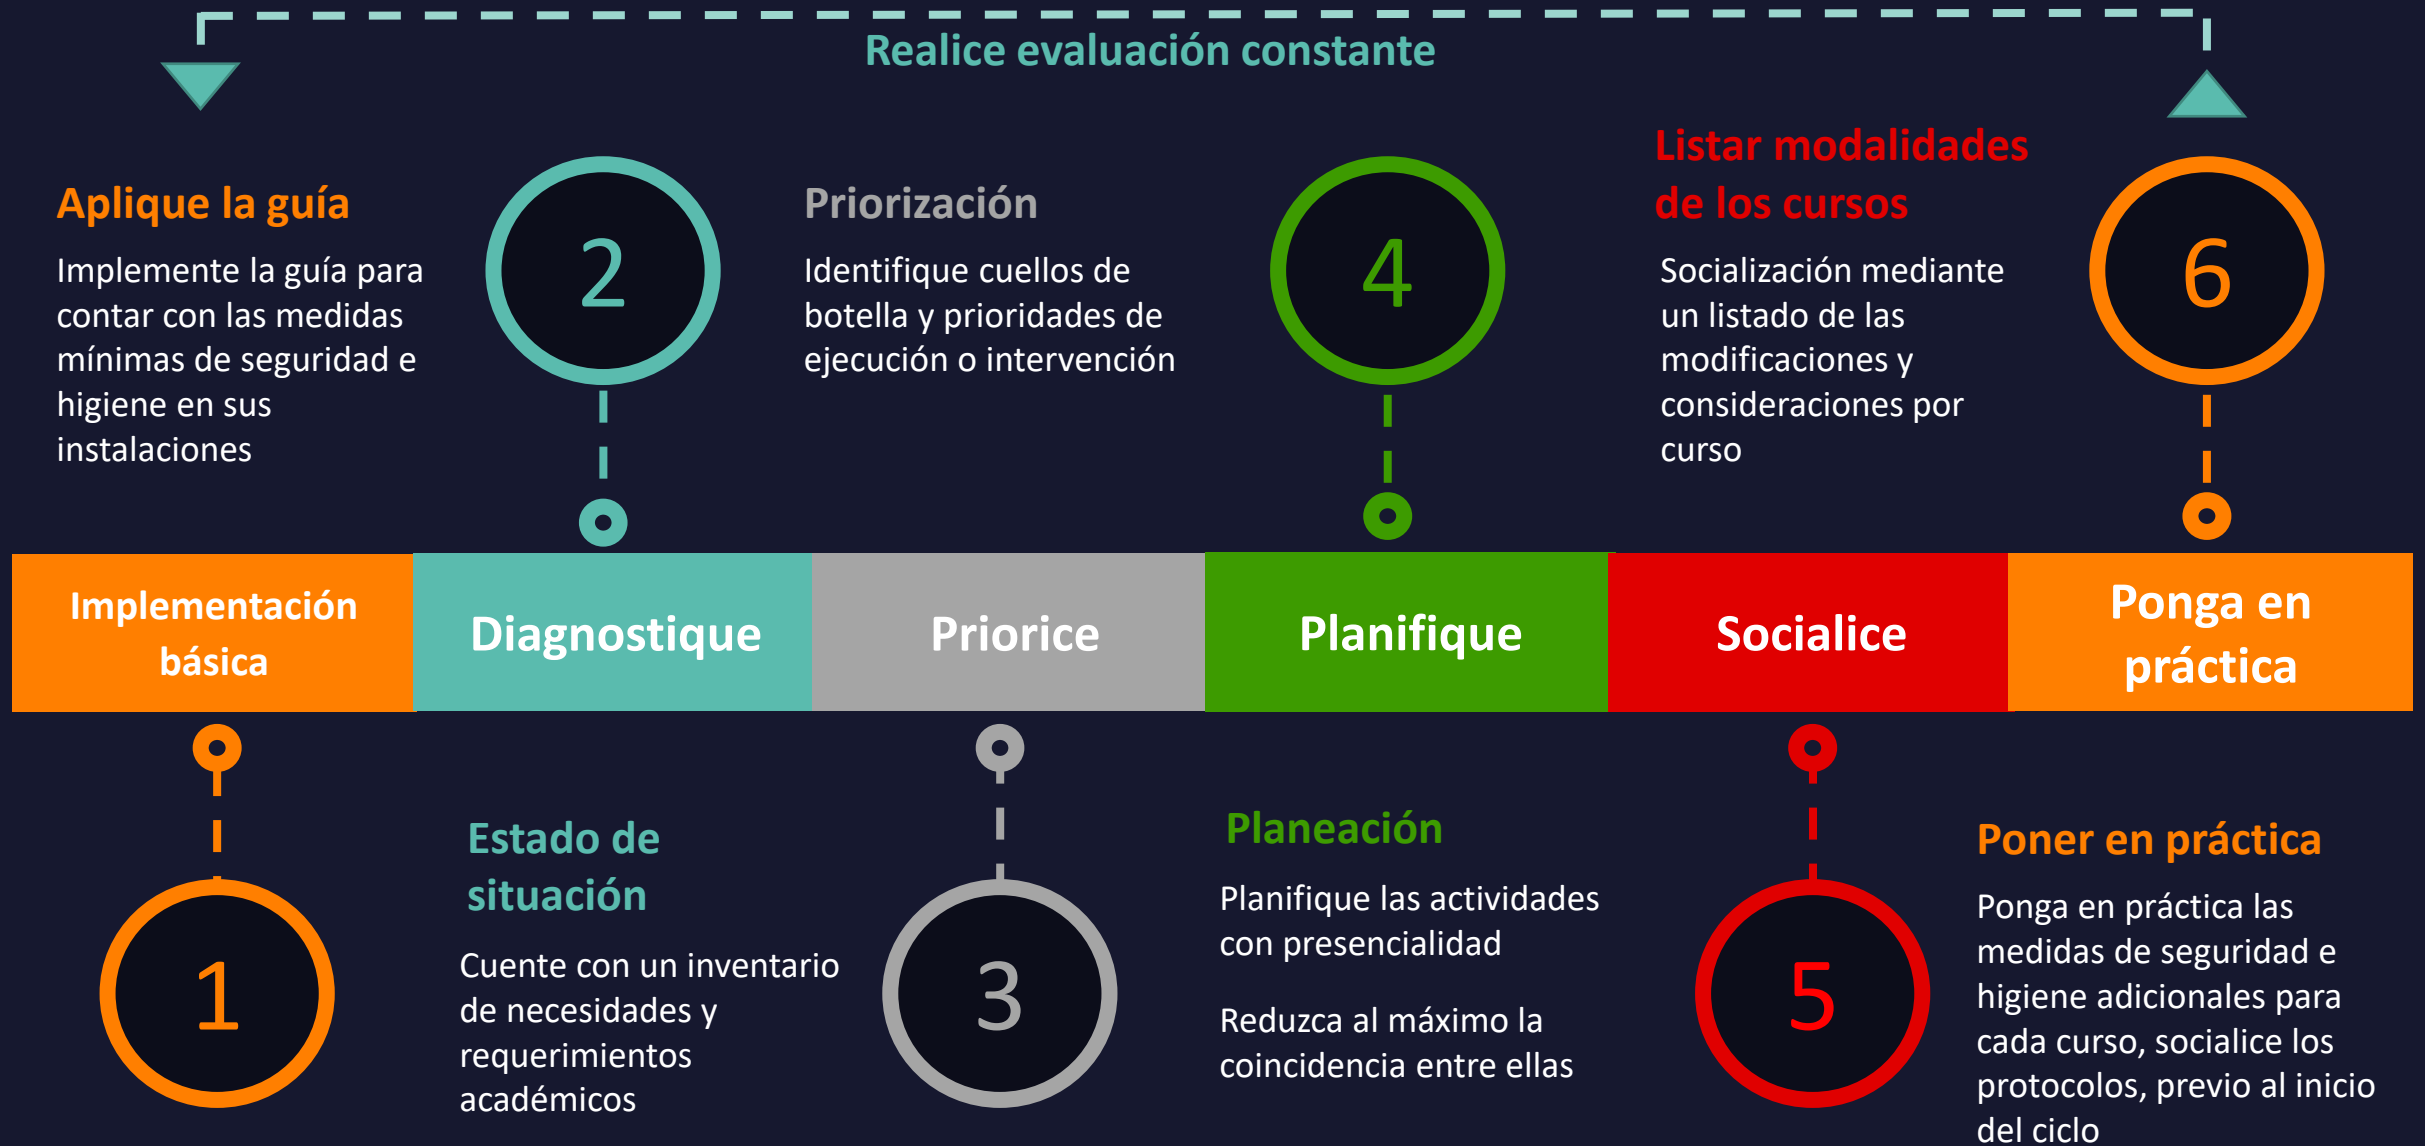 Realice evaluación constante
Aplique la guía
Implemente la guía para
contar con las medidas
mínimas de seguridad e
higiene en sus
instalaciones
2
Priorización
Identifique cuellos de
botella y prioridades de
ejecución o intervención
4
Listar modalidades
de los cursos
Socialización mediante
un listado de las
modificaciones y
consideraciones por
curso
6
Implementación
básica
Diagnostique
Priorice
Planifique
Socialice
Ponga en
práctica
1
Estado de
situación
Cuente con un inventario
de necesidades y
requerimientos
académicos
3
Planeación
Planifique las actividades
con presencialidad
Reduzca al máximo la
coincidencia entre ellas
5
Poner en práctica
Ponga en práctica las
medidas de seguridad e
higiene adicionales para
cada curso, socialice los
protocolos, previo al inicio
del ciclo